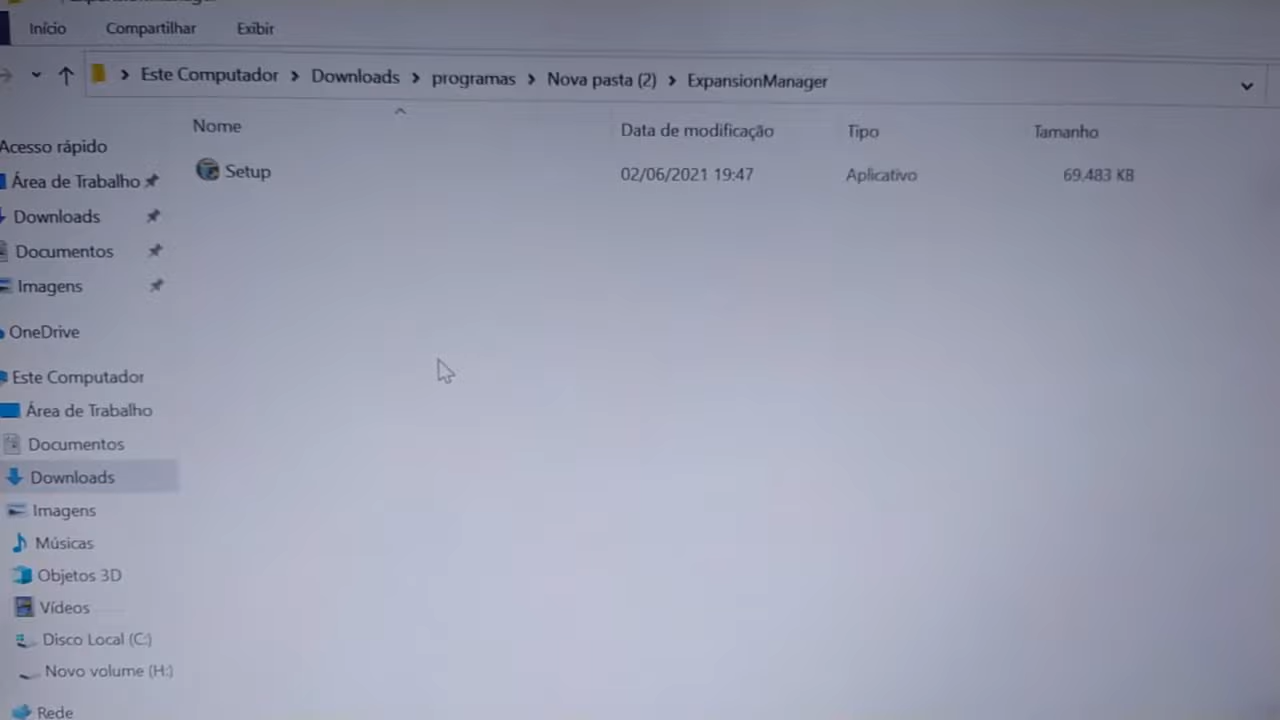 Início Compartilhar Exibir
Este Computador > Downloads > programas > Nova pasta (2) > ExpansionManager
Nome Data de modificação Tipo Tamanho
Setup 02/06/2021 19:47 Aplicativo 69.483 KB
Acesso rápido
Área de Trabalho
Downloads
Documentos
Imagens
OneDrive
Este Computador
Área de Trabalho
Documentos
Downloads
Imagens
Músicas
Objetos 3D
Vídeos
Disco Local (C:)
Novo volume (H:)
Rede